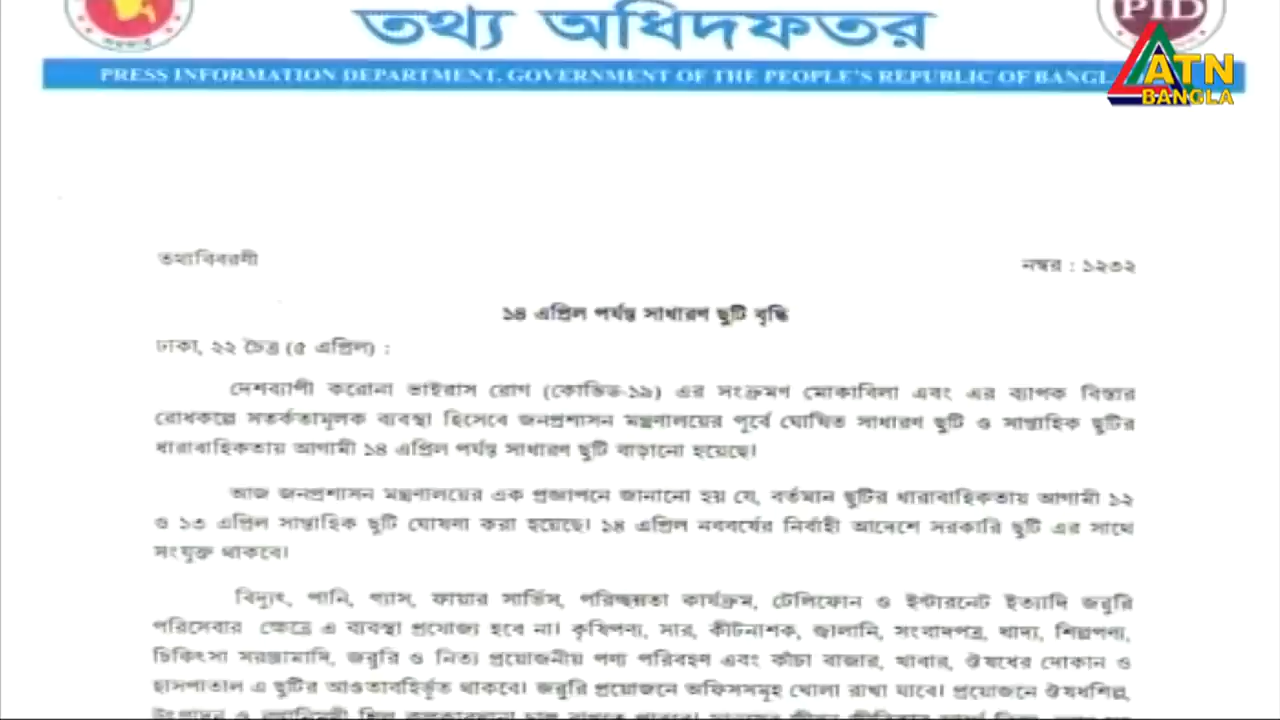 তথ্য অধিদফতর
PID
ATN
BANGLA
PRESS INFORMATION DEPARTMENT, GOVERNMENT OF THE PEOPLE'S REPUBLIC OF BANGL
তথ্যবিবরণী নম্বর : ১২৩২
১৪ এপ্রিল পর্যন্ত সাধারণ ছুটি বৃদ্ধি
ঢাকা, ২২ চৈত্র (৫ এপ্রিল) :
দেশব্যাপী করোনা ভাইরাস রোগ (কোভিড-১৯) এর সংক্রমণ মোকাবিলা এবং এর ব্যাপক বিস্তার
রোধকল্পে সতর্কতামূলক ব্যবস্থা হিসেবে জনপ্রশাসন মন্ত্রণালয়ের পূর্বে ঘোষিত সাধারণ ছুটি ও সাপ্তাহিক ছুটির
ধারাবাহিকতায় আগামী ১৪ এপ্রিল পর্যন্ত সাধারণ ছুটি বাড়ানো হয়েছে।
আজ জনপ্রশাসন মন্ত্রণালয়ের এক প্রজ্ঞাপনে জানানো হয় যে, বর্তমান ছুটির ধারাবাহিকতায় আগামী ১২
ও ১৩ এপ্রিল সাপ্তাহিক ছুটি ঘোষনা করা হয়েছে। ১৪ এপ্রিল নববর্ষের নির্বাহী আদেশে সরকারি ছুটি এর সাথে
সংযুক্ত থাকবে।
বিদ্যুৎ, পানি, গ্যাস, ফায়ার সার্ভিস, পরিচ্ছন্নতা কার্যক্রম, টেলিফোন ও ইন্টারনেট ইত্যাদি জরুরি
পরিসেবার ক্ষেত্রে এ ব্যবস্থা প্রযোজ্য হবে না। কৃষিপণ্য, সার, কীটনাশক, জ্বালানি, সংবাদপত্র, খাদ্য, শিল্পপণ্য,
চিকিৎসা সরঞ্জামাদি, জরুরি ও নিত্য প্রয়োজনীয় পণ্য পরিবহণ এবং কাঁচা বাজার, খাবার, ঔষধের দোকান ও
হাসপাতাল এ ছুটির আওতাবহির্ভূত থাকবে। জরুরি প্রয়োজনে অফিসসমূহ খোলা রাখা যাবে। প্রয়োজনে ঔষধশিল্প,